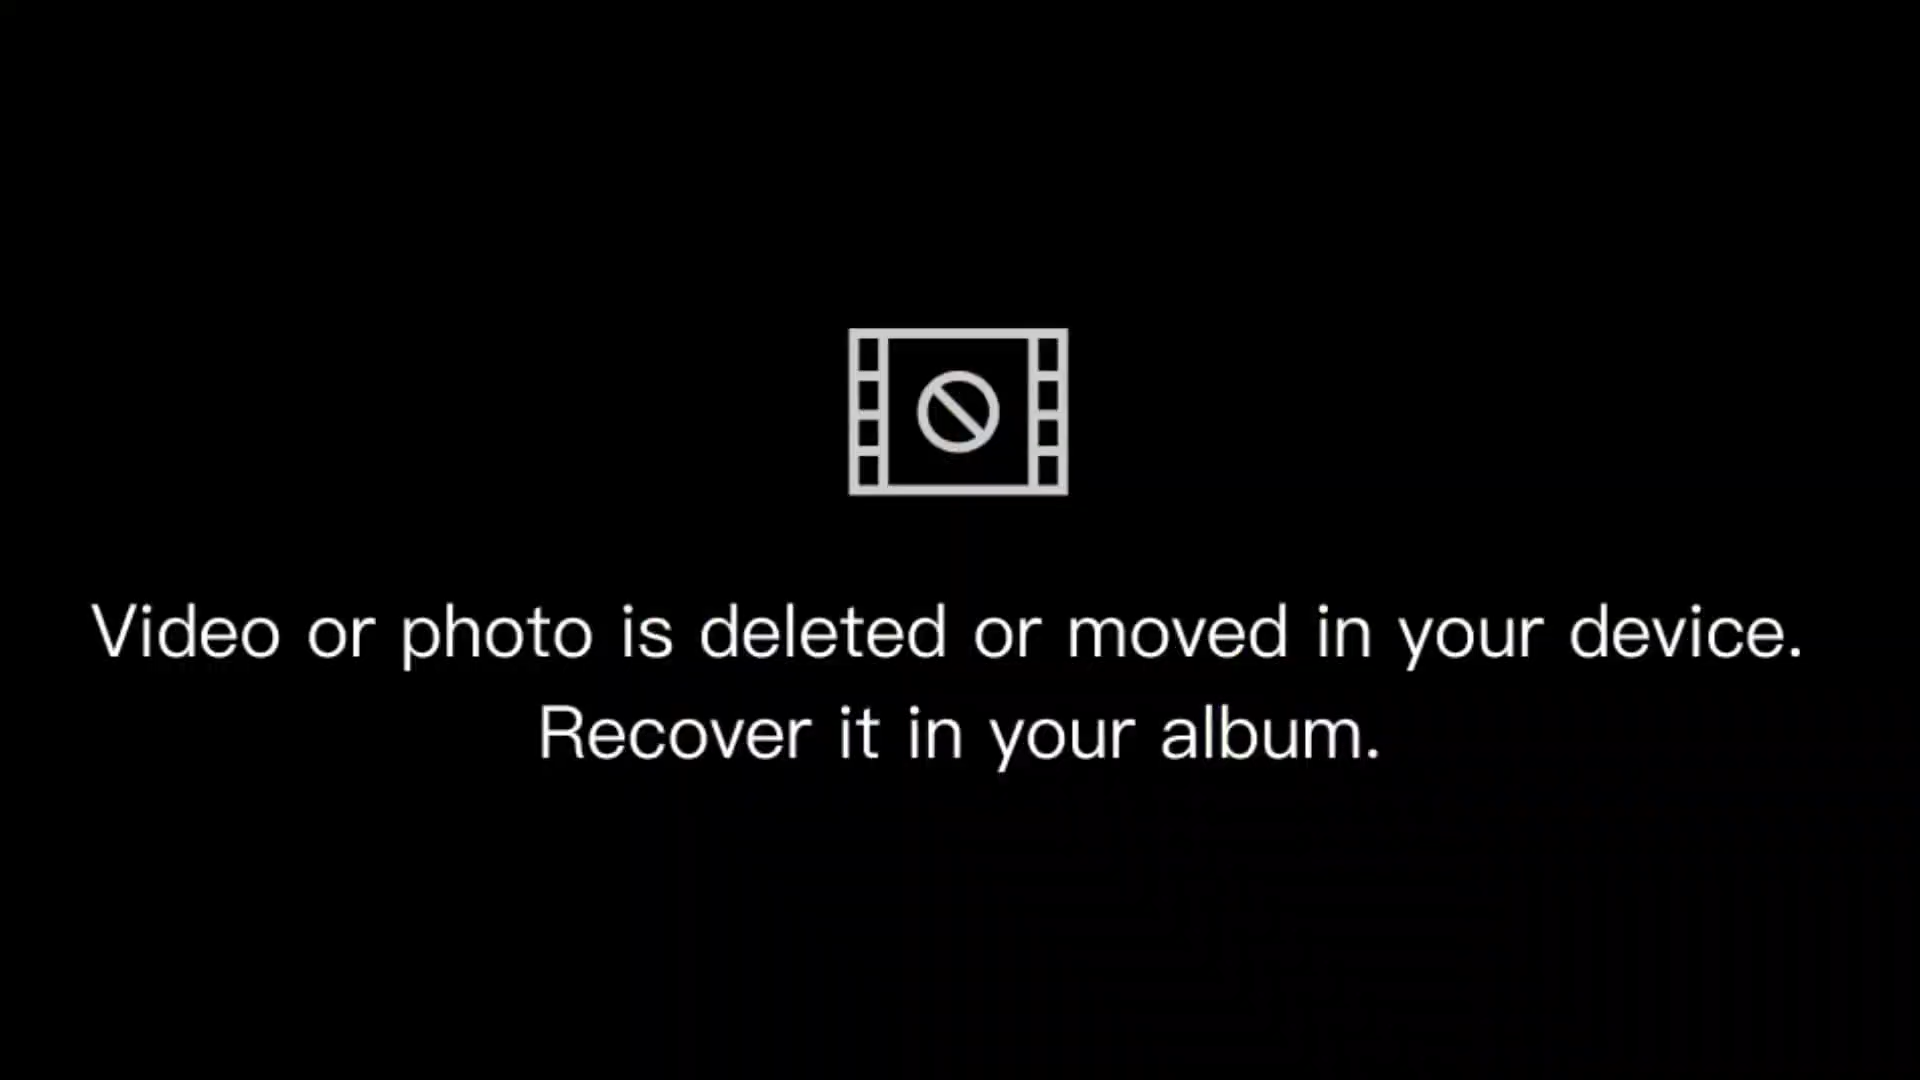 Video or photo is deleted or moved in your device.
Recover it in your album.